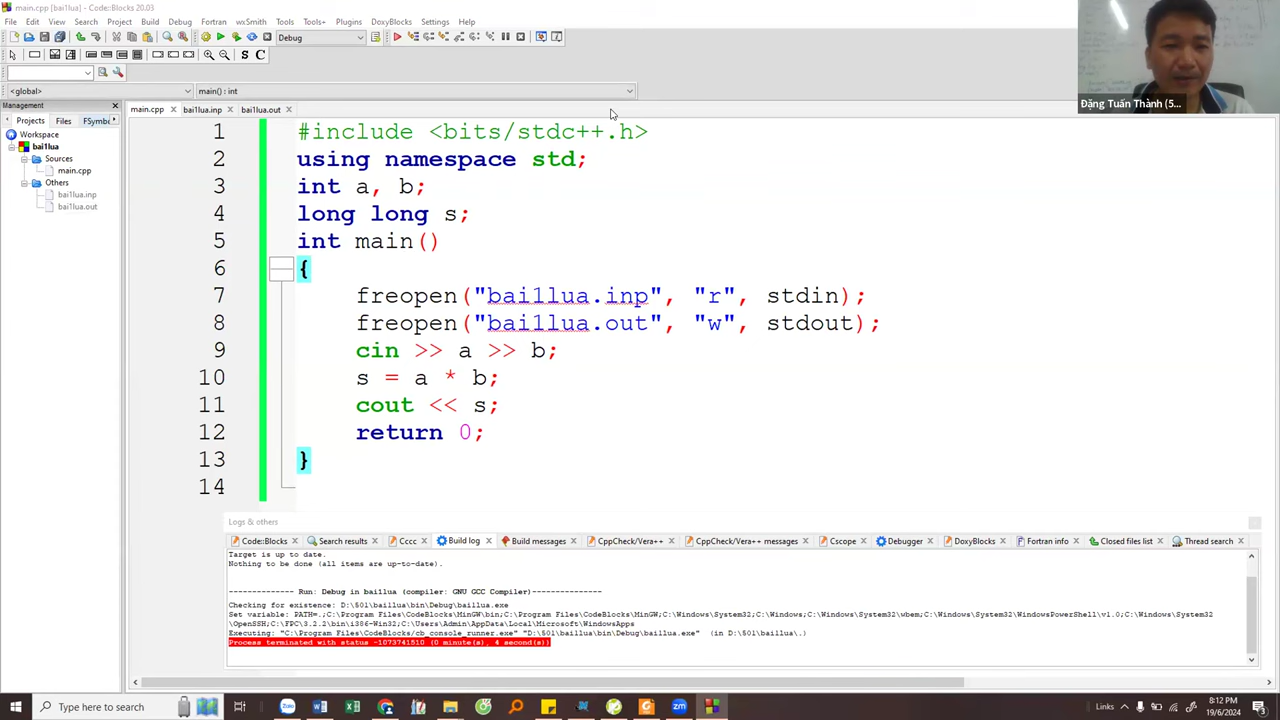 main.cpp [bai1lua] - Code::Blocks 20.03
File Edit View Search Project Build Debug Fortran wxSmith Tools Tools+ Plugins DoxyBlocks Settings Help
Debug
S C
<global> main() : int
Management
main.cpp bai1lua.inp bai1lua.out
Projects Files FSymbo
Workspace
bai1lua
Sources
main.cpp
Others
bai1lua.inp
bai1lua.out
Đặng Tuấn Thành (5...
1 #include <bits/stdc++.h>
2 using namespace std;
3 int a, b;
4 long long s;
5 int main()
6 {
7 freopen("bai1lua.inp", "r", stdin);
8 freopen("bai1lua.out", "w", stdout);
9 cin >> a >> b;
10 s = a * b;
11 cout << s;
12 return 0;
13 }
14
Logs & others
Code::Blocks Search results Cccc Build log Build messages CppCheck/Vera++ CppCheck/Vera++ messages Cscope Debugger DoxyBlocks Fortran info Closed files list Thread search
Target is up to date.
Nothing to be done (all items are up-to-date).
-------------- Run: Debug in bai1lua (compiler: GNU GCC Compiler)---------------
Checking for existence: D:\501\bai1lua\bin\Debug\bai1lua.exe
Set variable: PATH=.;C:\Program Files\CodeBlocks\MinGW\bin;C:\Program Files\CodeBlocks\MinGW;C:\Windows\System32;C:\Windows;C:\Windows\System32\wbem;C:\Windows\System32\WindowsPowerShell\v1.0;C:\Windows\System32
\OpenSSH;C:\FPC\3.2.2\bin\i386-Win32;C:\Users\Admin\AppData\Local\Microsoft\WindowsApps
Executing: "C:\Program Files\CodeBlocks/cb_console_runner.exe" "D:\501\bai1lua\bin\Debug\bai1lua.exe" (in D:\501\bai1lua\.)
Process terminated with status -1073741510 (0 minute(s), 4 second(s))
Type here to search
Zalo
zm
Links
8:12 PM
19/6/2024